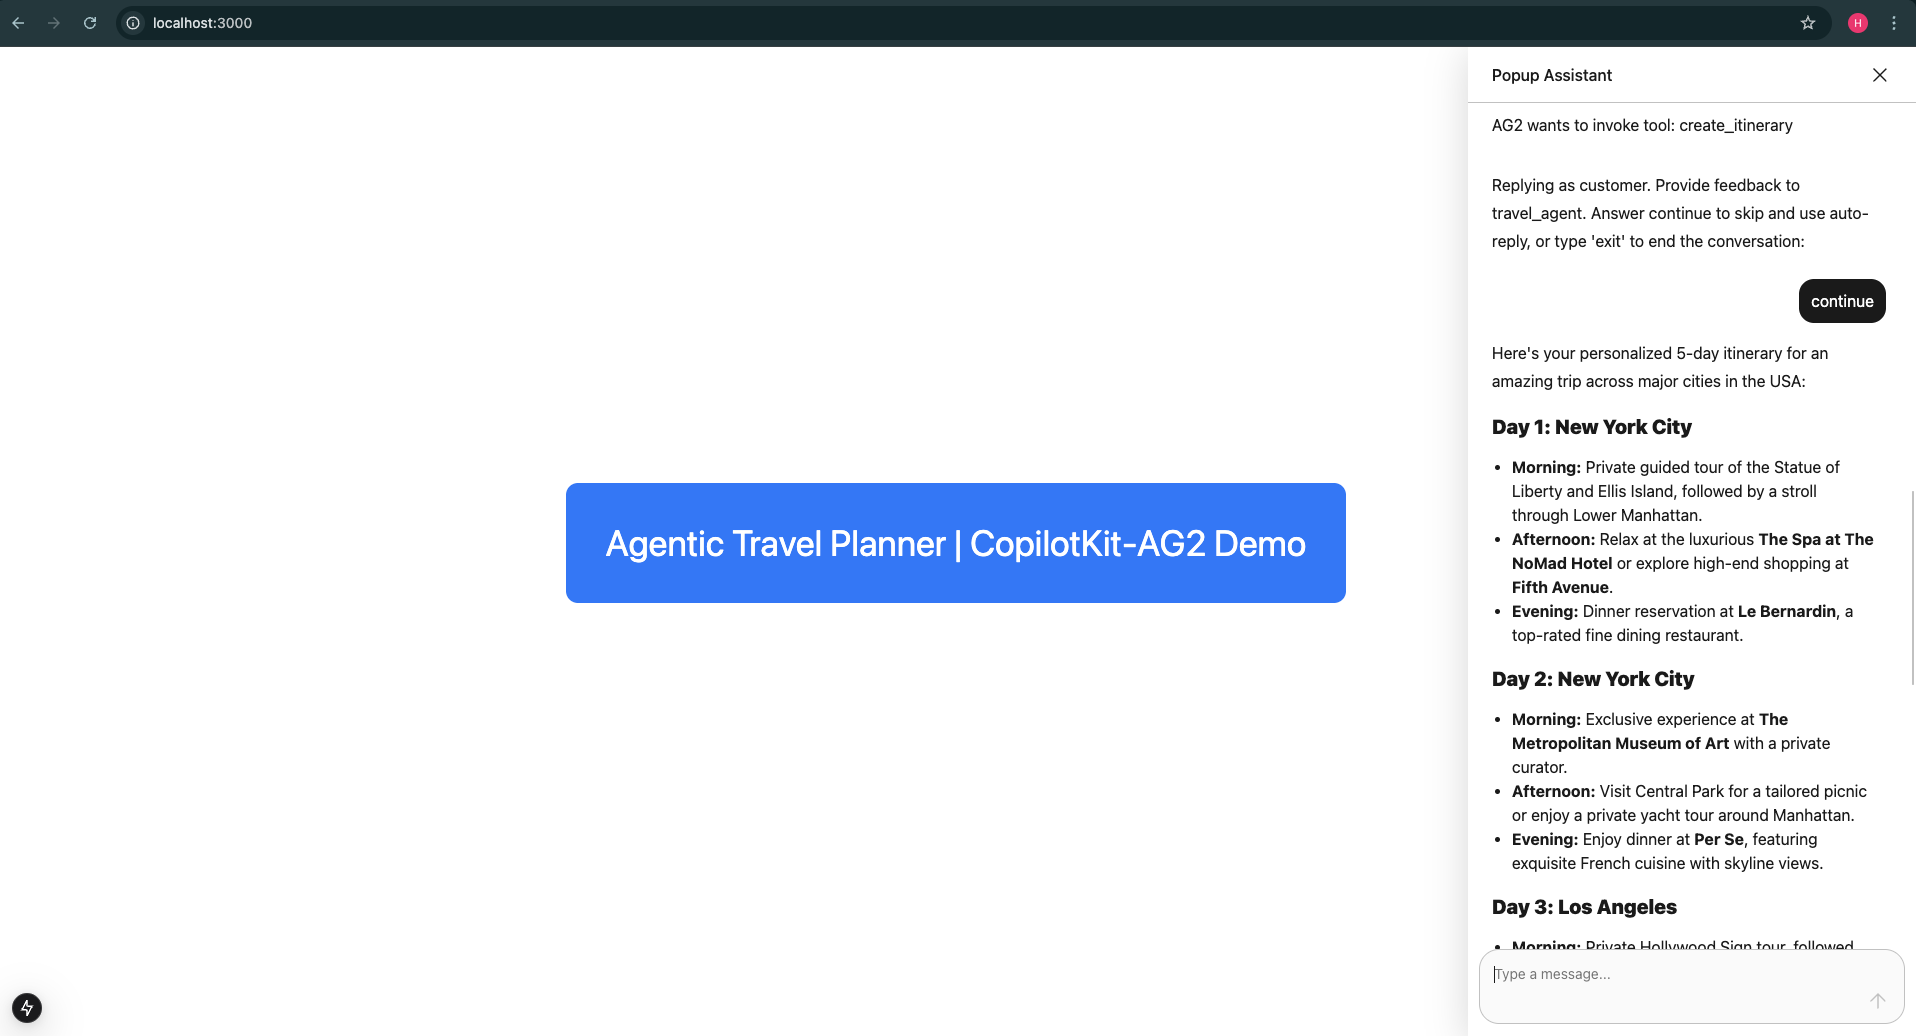 localhost:3000
H
Agentic Travel Planner | CopilotKit-AG2 Demo
Popup Assistant
AG2 wants to invoke tool: create_itinerary
Replying as customer. Provide feedback to
travel_agent. Answer continue to skip and use auto-
reply, or type 'exit' to end the conversation:
continue
Here's your personalized 5-day itinerary for an
amazing trip across major cities in the USA:
Day 1: New York City
• Morning: Private guided tour of the Statue of
Liberty and Ellis Island, followed by a stroll
through Lower Manhattan.
• Afternoon: Relax at the luxurious The Spa at The
NoMad Hotel or explore high-end shopping at
Fifth Avenue.
• Evening: Dinner reservation at Le Bernardin, a
top-rated fine dining restaurant.
Day 2: New York City
• Morning: Exclusive experience at The
Metropolitan Museum of Art with a private
curator.
• Afternoon: Visit Central Park for a tailored picnic
or enjoy a private yacht tour around Manhattan.
• Evening: Enjoy dinner at Per Se, featuring
exquisite French cuisine with skyline views.
Day 3: Los Angeles
• Morning: Private Hollywood Sign tour, followed
Type a message...